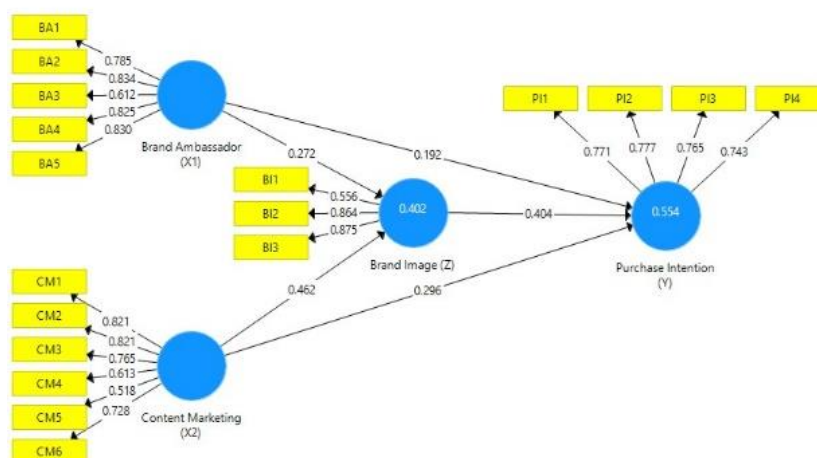 BA1
BA2
BA3
BA4
BA5
0.785
0.834
0.612
0.825
0.830
Brand Ambassador
(X1)
0.272
0.192
BI1
BI2
BI3
0.556
0.864
0.875
0.402
Brand Image (Z)
0.404
PI1
PI2
PI3
PI4
0.771
0.777
0.765
0.743
0.554
Purchase Intention
(Y)
0.462
0.296
CM1
CM2
CM3
CM4
CM5
CM6
0.821
0.821
0.765
0.613
0.518
0.728
Content Marketing
(X2)